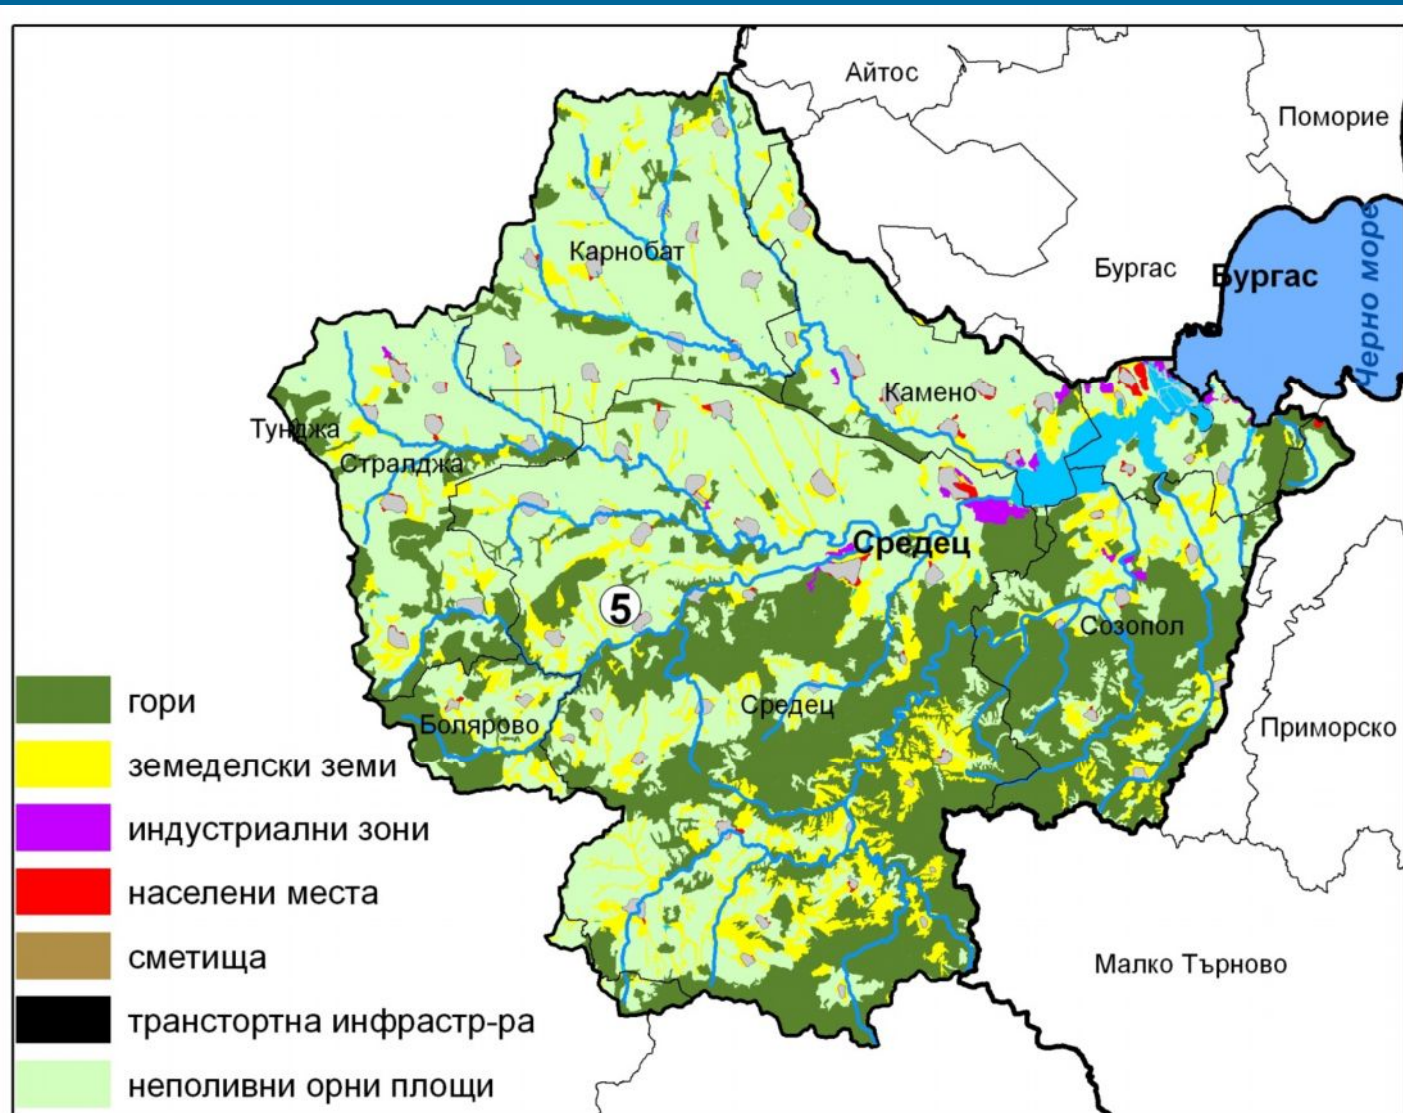 Айтос
Поморие
Черно море
Карнобат
Бургас
Бургас
Камено
Тунджа
Стралджа
Средец
5
Созопол
гори
Средец
Болярово
Приморско
земеделски земи
индустриални зони
населени места
сметища
Малко Търново
транстортна инфрастр-ра
неполивни орни площи